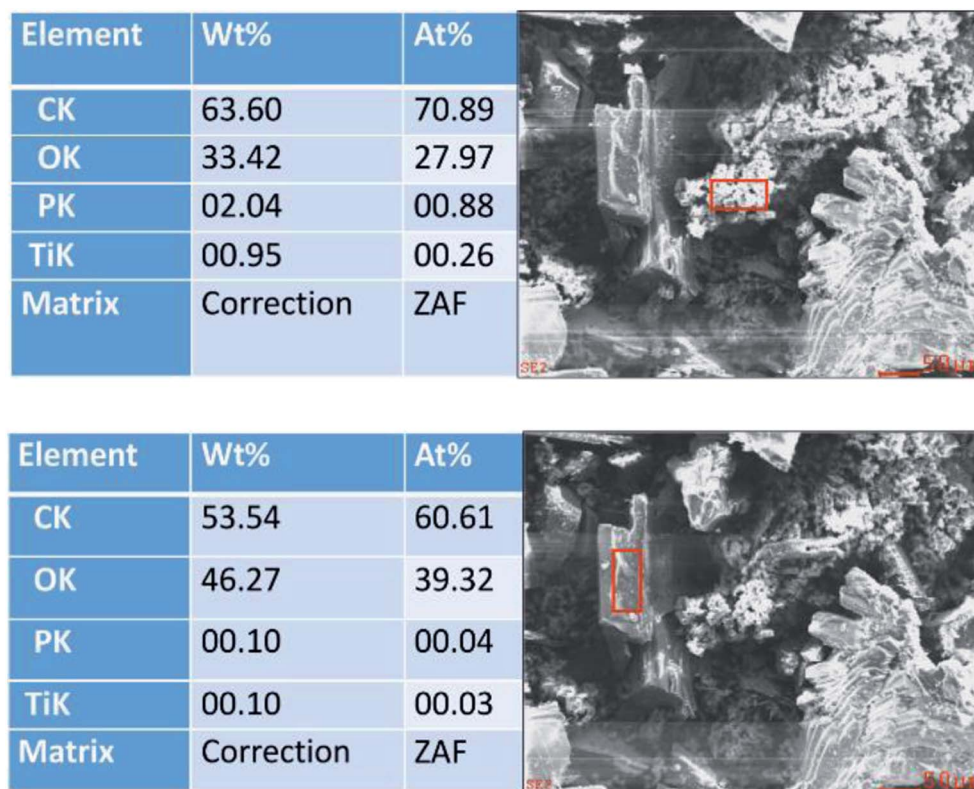 Element Wt% At%
CK 63.60 70.89
OK 33.42 27.97
PK 02.04 00.88
TiK 00.95 00.26
Matrix Correction ZAF
SE2 50μm
Element Wt% At%
CK 53.54 60.61
OK 46.27 39.32
PK 00.10 00.04
TiK 00.10 00.03
Matrix Correction ZAF